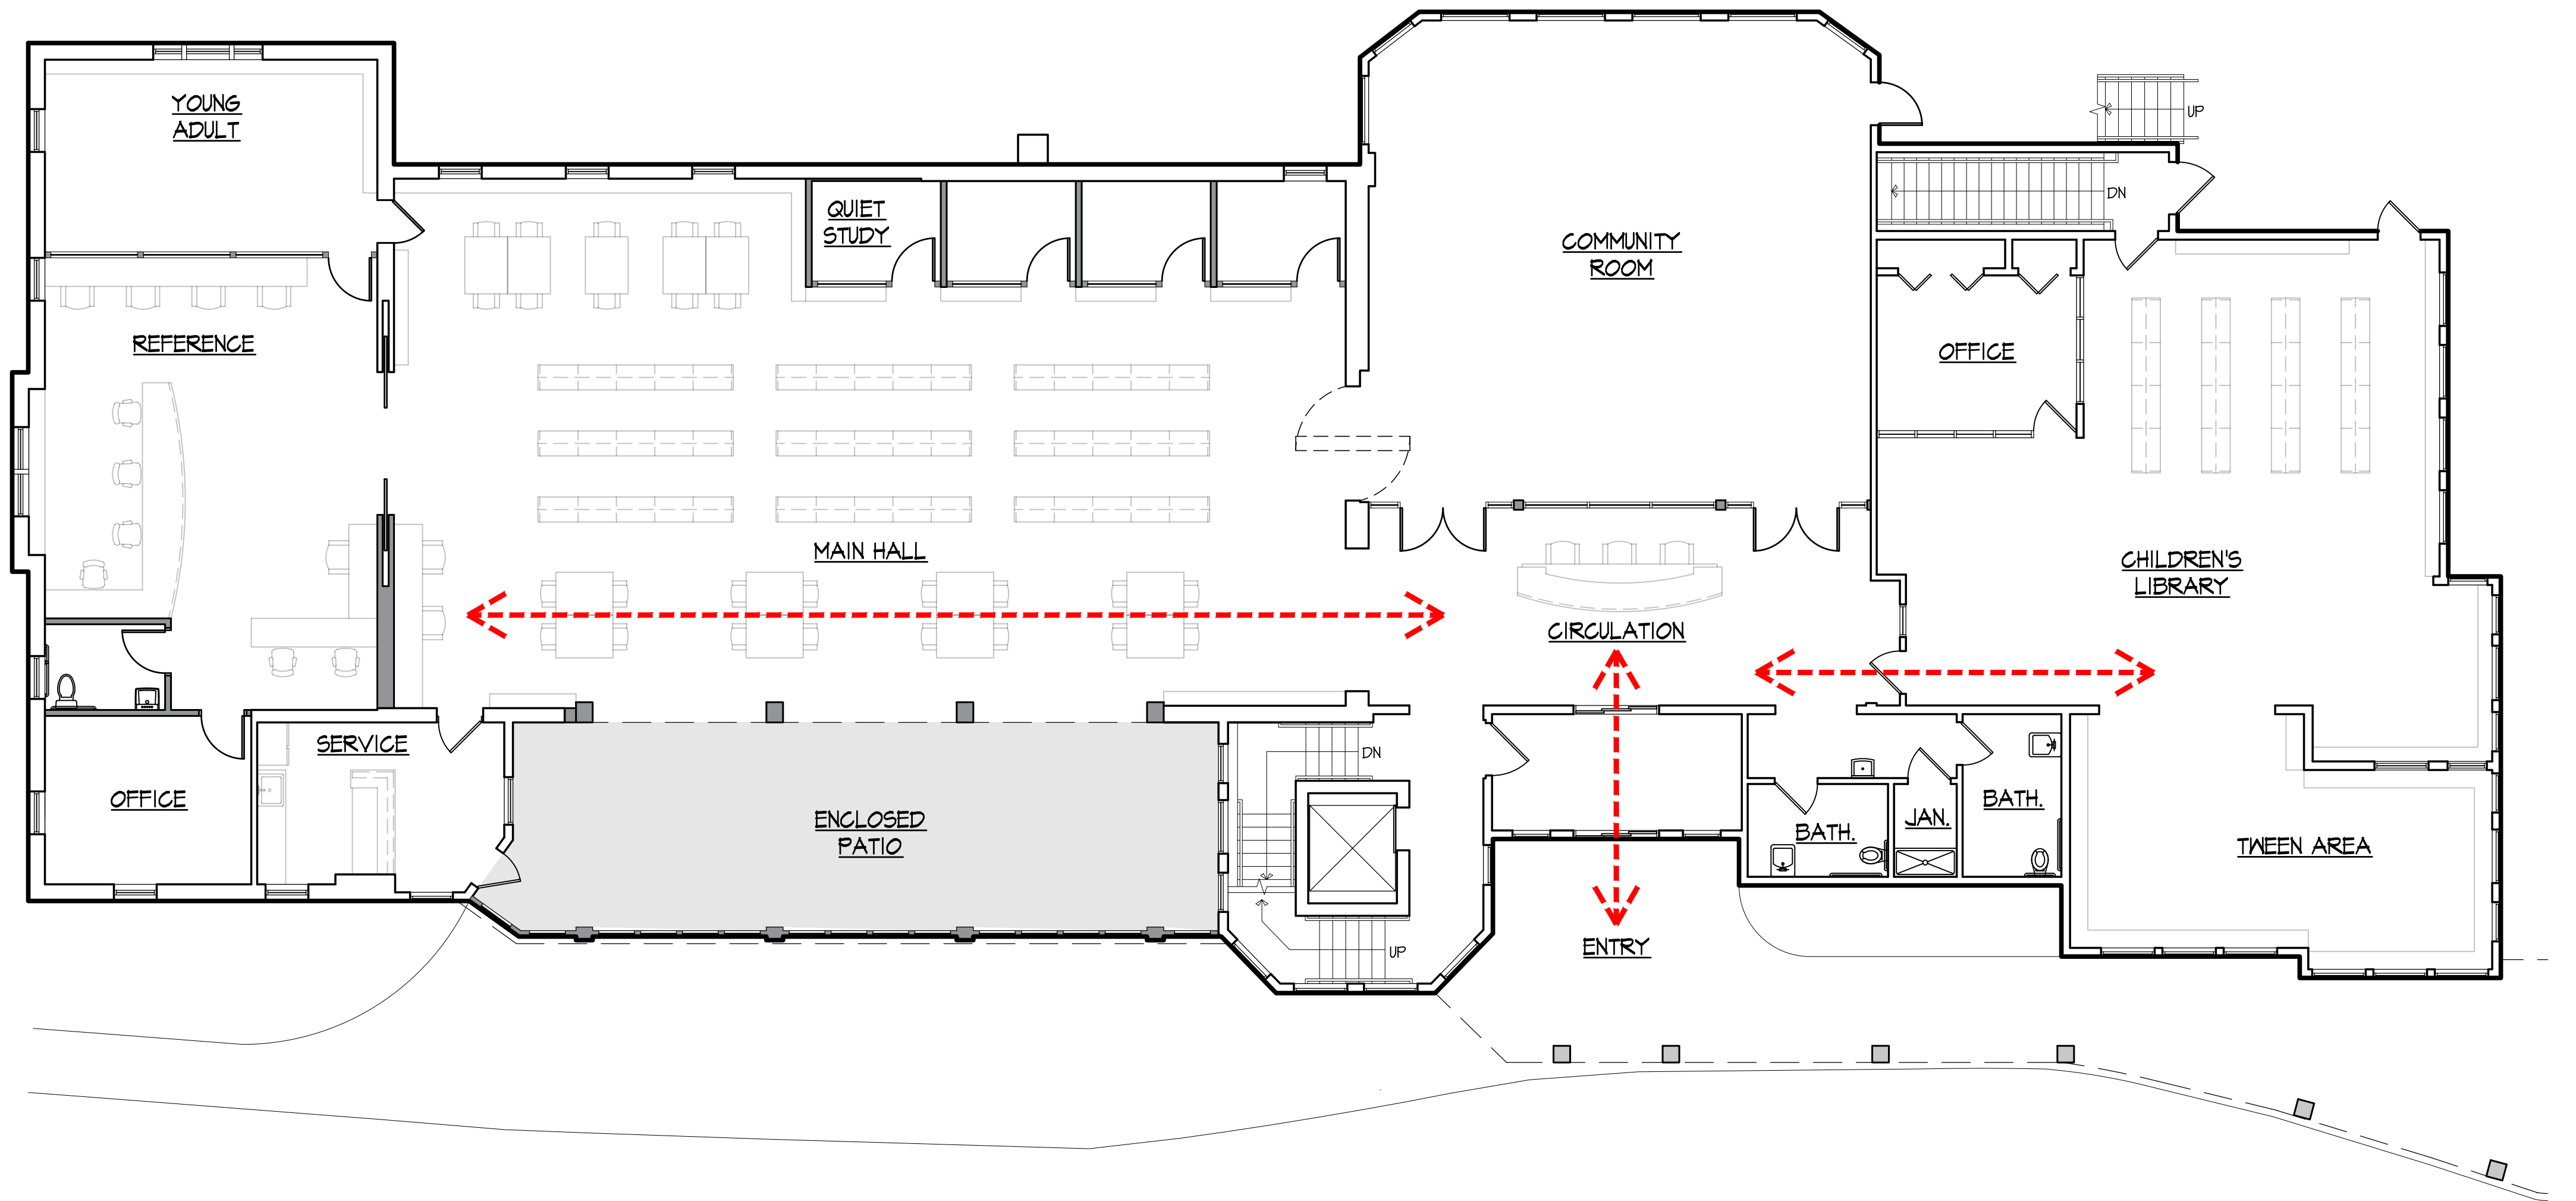 YOUNG
ADULT
UP
DN
QUIET
STUDY
COMMUNITY
ROOM
REFERENCE
OFFICE
MAIN HALL
CHILDREN'S
LIBRARY
CIRCULATION
SERVICE
DN
OFFICE
ENCLOSED
PATIO
BATH.
JAN.
BATH.
TWEEN AREA
UP
ENTRY